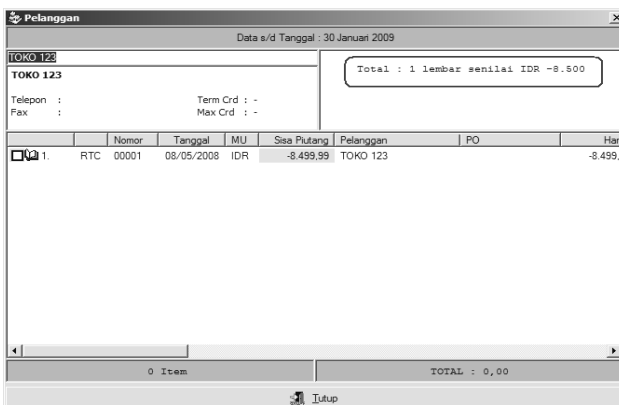 Pelanggan
Data s/d Tanggal : 30 Januari 2009
TOKO 123
TOKO 123
Telepon :
Fax :
Term Crd : -
Max Crd : -
Total : 1 lembar senilai IDR -8.500
Nomor Tanggal MU Sisa Piutang Pelanggan PO Har
1. RTC 00001 08/05/2008 IDR -8.499,99 TOKO 123 -8.499,
0 Item TOTAL : 0,00
Tutup